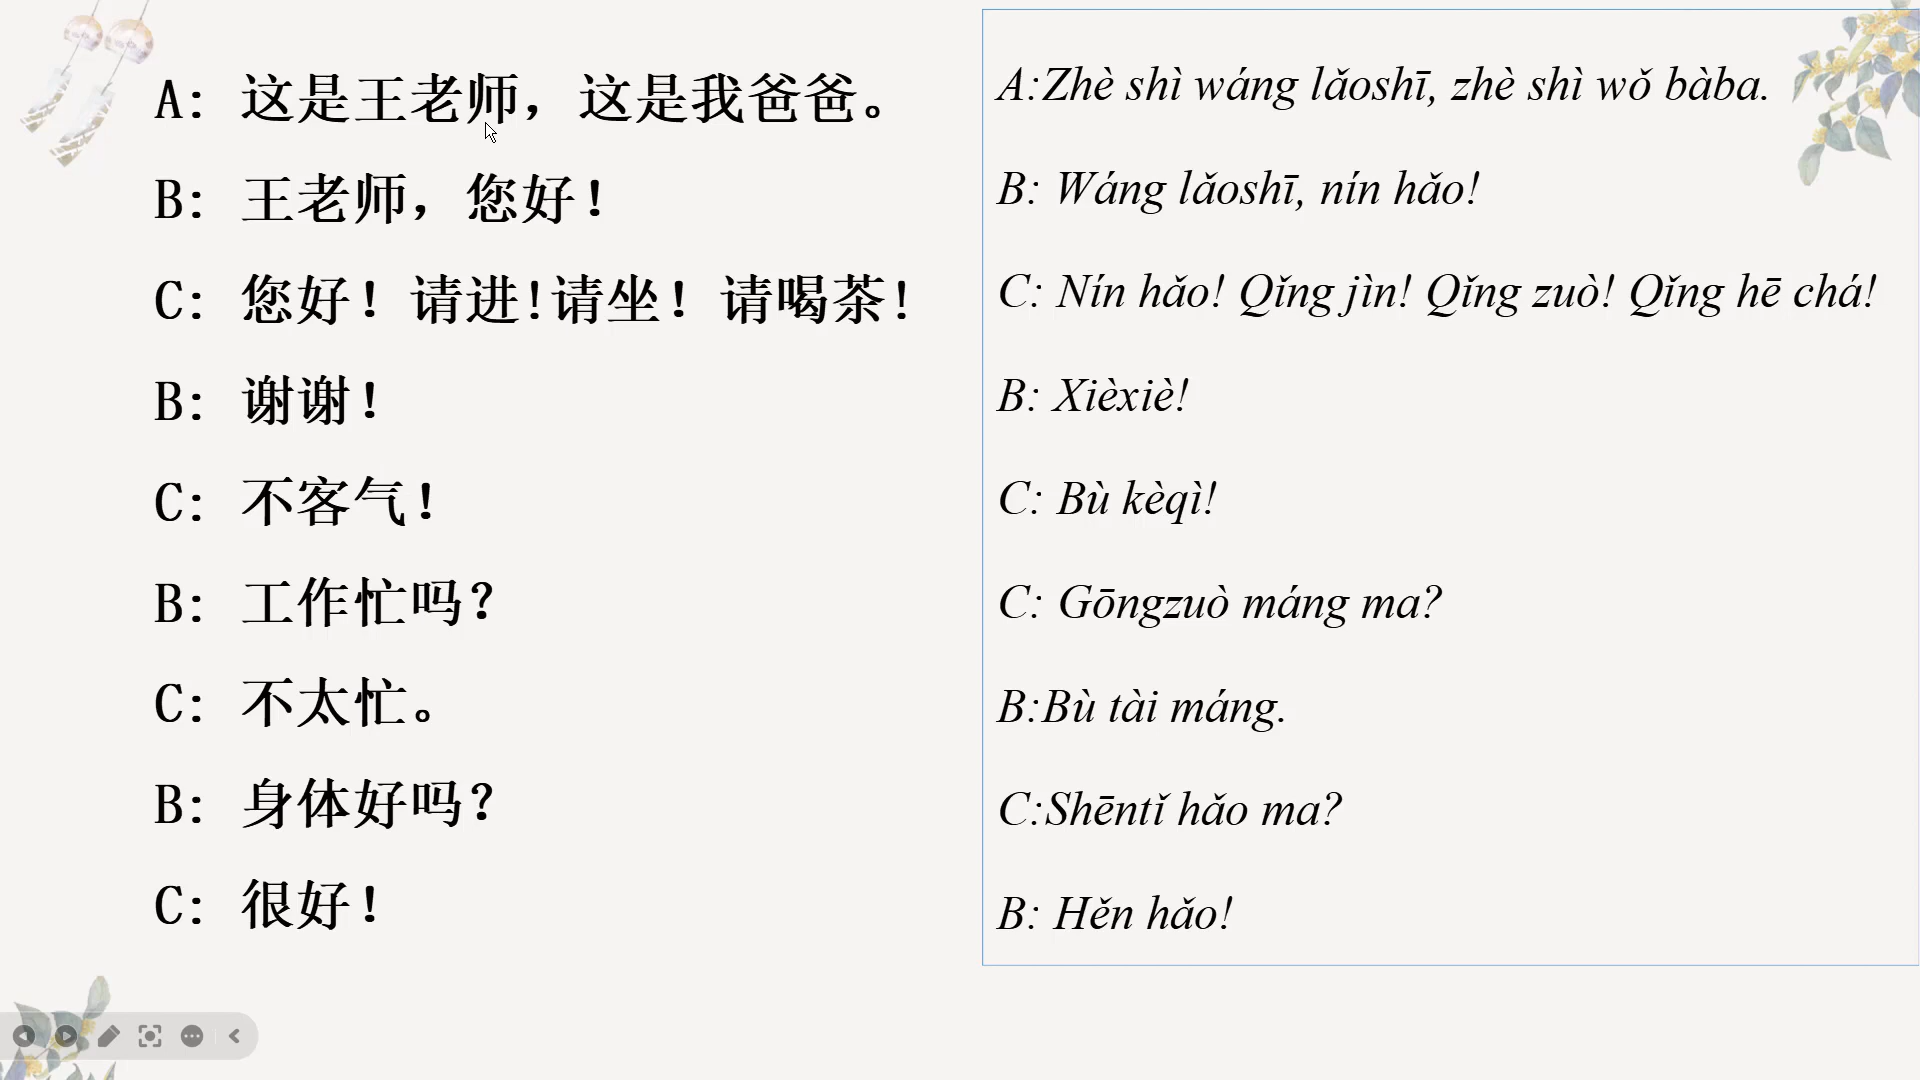 A: 这是王老师，这是我爸爸。
B: 王老师，您好！
C: 您好！请进!请坐！请喝茶!
B: 谢谢！
C: 不客气！
B: 工作忙吗？
C: 不太忙。
B: 身体好吗？
C: 很好！
A:Zhè shì wáng lǎoshī, zhè shì wǒ bàba.
B: Wáng lǎoshī, nín hǎo!
C: Nín hǎo! Qǐng jìn! Qǐng zuò! Qǐng hē chá!
B: Xièxiè!
C: Bù kèqì!
C: Gōngzuò máng ma?
B:Bù tài máng.
C:Shēntǐ hǎo ma?
B: Hěn hǎo!